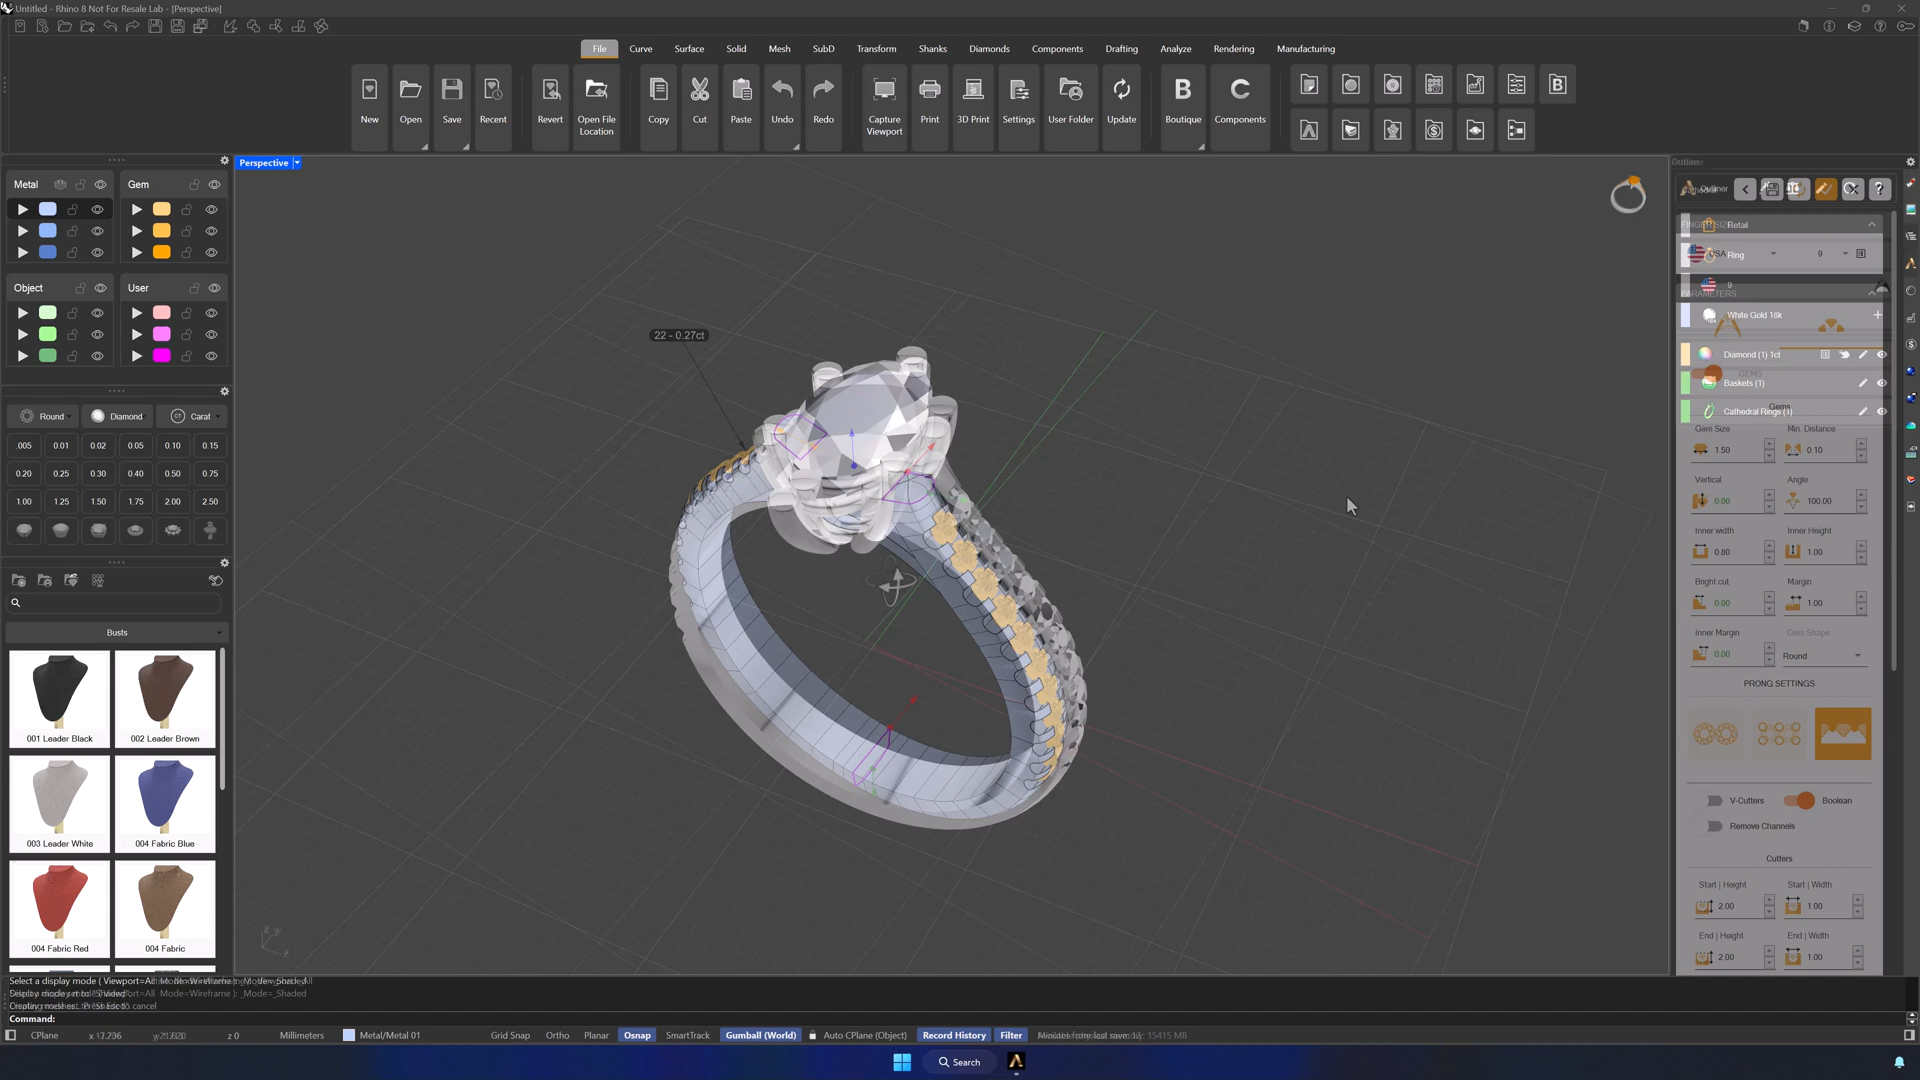 Untitled - Rhino 8 Not For Resale Lab - [Perspective]
File Curve Surface Solid Mesh SubD Transform Shanks Diamonds Components Drafting Analyze Rendering Manufacturing
New Open Save Recent Revert Open File Location Copy Cut Paste Undo Redo Capture Viewport Print 3D Print Settings User Folder Update Boutique Components
Perspective
Metal Gem
Object User
Round Diamond Carat
.005 0.01 0.02 0.05 0.10 0.15
0.20 0.25 0.30 0.40 0.50 0.75
1.00 1.25 1.50 1.75 2.00 2.50
Busts
001 Leader Black 002 Leader Brown
003 Leader White 004 Fabric Blue
004 Fabric Red 004 Fabric
22 - 0.27ct
Outliner
Retail
USA Ring 9
PARAMETERS 9
White Gold 18k
Diamond (1) 1ct
GEMS
Baskets (1)
Gems
Cathedral Rings (1)
Gem Size Min. Distance
1.50 0.10
Vertical Angle
0.00 100.00
Inner width Inner Height
0.80 1.00
Bright cut Margin
0.00 1.00
Inner Margin Gem Shape
0.00 Round
PRONG SETTINGS
V-Cutters Boolean
Remove Channels
Cutters
Start | Height Start | Width
2.00 1.00
End | Height End | Width
2.00 1.00
Command:
CPlane z 0 Millimeters Metal/Metal 01 Grid Snap Ortho Planar Osnap SmartTrack Gumball (World) Auto CPlane (Object) Record History Filter
Search